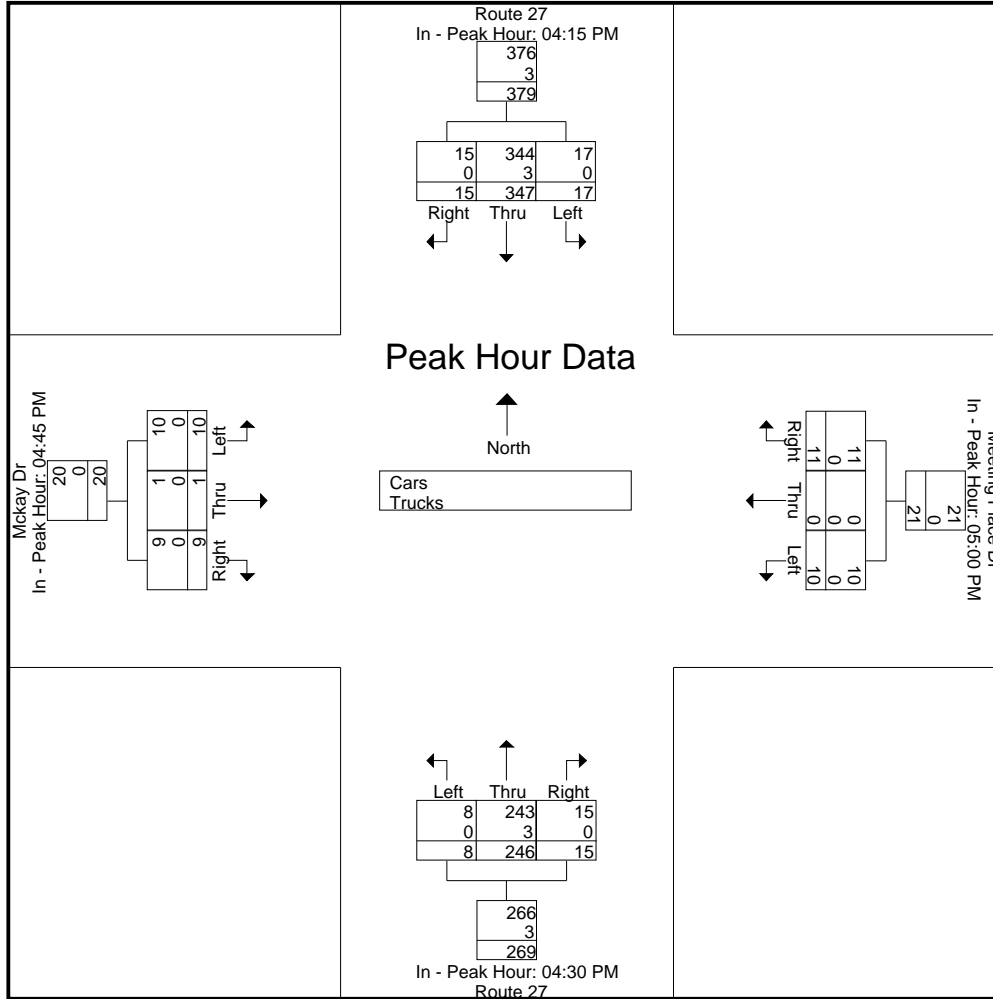 Route 27
In - Peak Hour: 04:15 PM
376
3
379
15 344 17
0 3 0
15 347 17
Right Thru Left
Peak Hour Data
North
Cars
Trucks
Mckay Dr
In - Peak Hour: 04:45 PM
20
0
20
10 1 9
0 0 0
10 1 9
Left Thru Right
Meeting Place Dr
In - Peak Hour: 05:00 PM
21
0
21
11 0 10
0 0 0
11 0 10
Right Thru Left
Left Thru Right
8 243 15
0 3 0
8 246 15
266
3
269
In - Peak Hour: 04:30 PM
Route 27